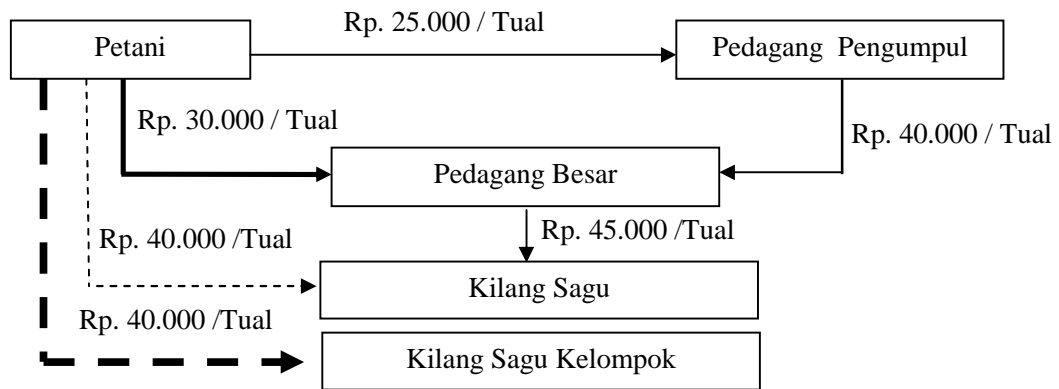 Rp. 25.000 / Tual
Petani
Pedagang Pengumpul
Rp. 30.000 / Tual
Rp. 40.000 / Tual
Pedagang Besar
Rp. 40.000 /Tual
Rp. 45.000 /Tual
Kilang Sagu
Rp. 40.000 /Tual
Kilang Sagu Kelompok